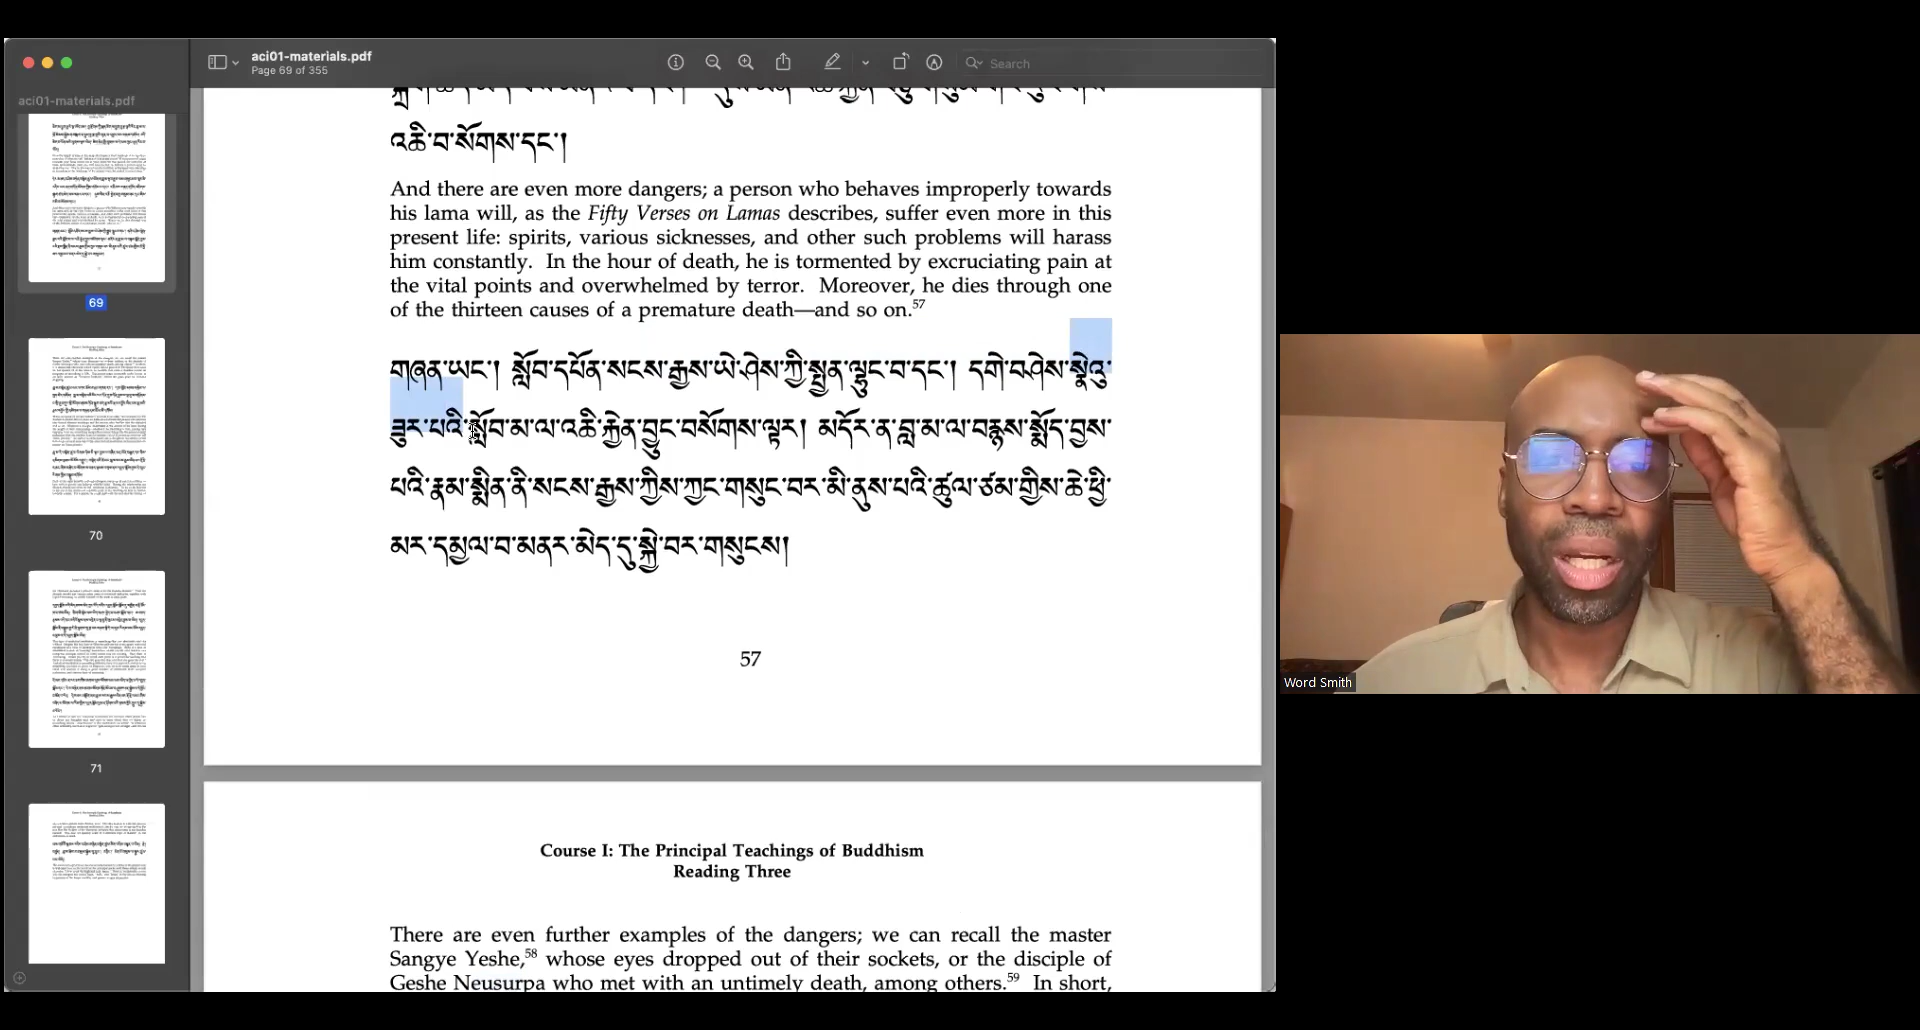 aci01-materials.pdf
Page 69 of 355
Search
aci01-materials.pdf
69
70
71
འཆི་བ་སོགས་དང་།
And there are even more dangers; a person who behaves improperly towards
his lama will, as the Fifty Verses on Lamas describes, suffer even more in this
present life: spirits, various sicknesses, and other such problems will harass
him constantly. In the hour of death, he is tormented by excruciating pain at
the vital points and overwhelmed by terror. Moreover, he dies through one
of the thirteen causes of a premature death—and so on.57
གཞན་ཡང་། སློབ་དཔོན་སངས་རྒྱས་ཡེ་ཤེས་ཀྱི་སྤྱན་ལྷུང་བ་དང་། དགེ་བཤེས་སྣེའུ་
ཟུར་པའི་སློབ་མ་ལ་འཆི་རྐྱེན་བྱུང་བསོགས་ལྟར། མདོར་ན་བླ་མ་ལ་བརྙས་སྨོད་བྱས་
པའི་རྣམ་སྨིན་ནི་སངས་རྒྱས་ཀྱིས་ཀྱང་གསུང་བར་མི་ནུས་པའི་ཚུལ་ཙམ་གྱིས་ཆེ་ཕྱི་
མར་དམྱལ་བ་མནར་མེད་དུ་སྐྱེ་བར་གསུངས།
57
Course I: The Principal Teachings of Buddhism
Reading Three
There are even further examples of the dangers; we can recall the master
Sangye Yeshe,58 whose eyes dropped out of their sockets, or the disciple of
Geshe Neusurpa who met with an untimely death, among others.59 In short,
Word Smith